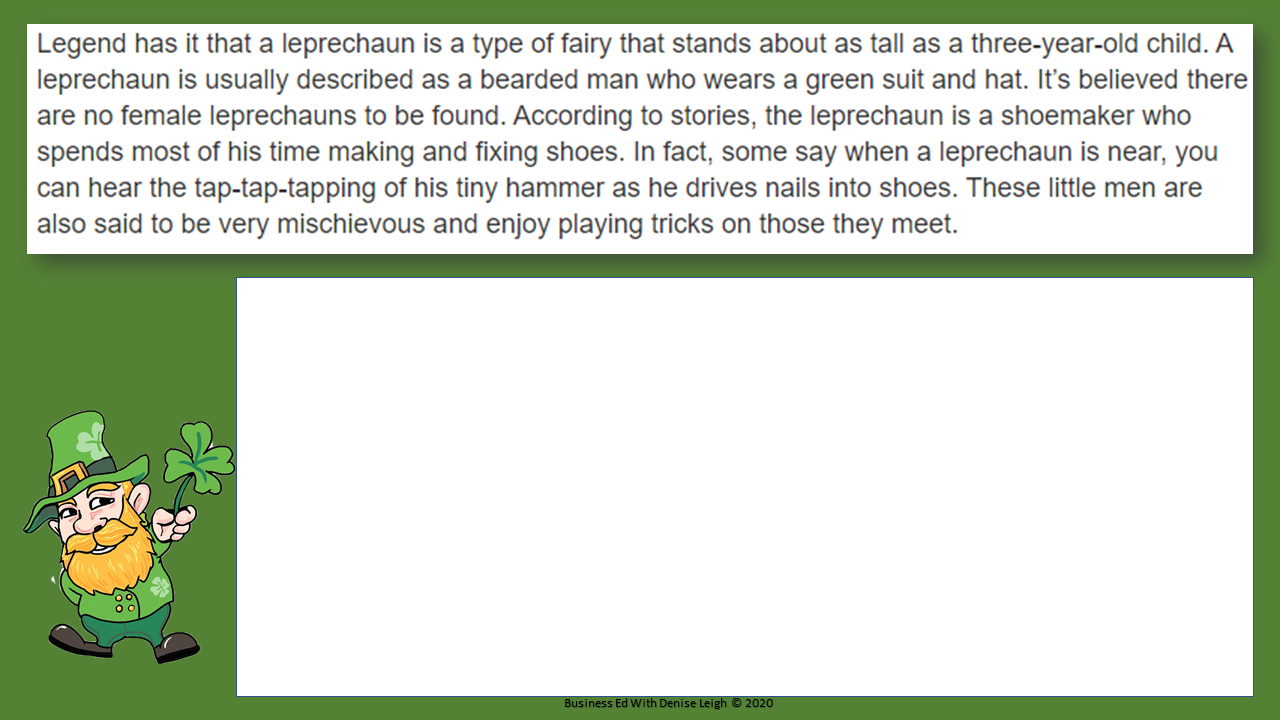 Legend has it that a leprechaun is a type of fairy that stands about as tall as a three-year-old child. A
leprechaun is usually described as a bearded man who wears a green suit and hat. It’s believed there
are no female leprechauns to be found. According to stories, the leprechaun is a shoemaker who
spends most of his time making and fixing shoes. In fact, some say when a leprechaun is near, you
can hear the tap-tap-tapping of his tiny hammer as he drives nails into shoes. These little men are
also said to be very mischievous and enjoy playing tricks on those they meet.
Business Ed With Denise Leigh © 2020